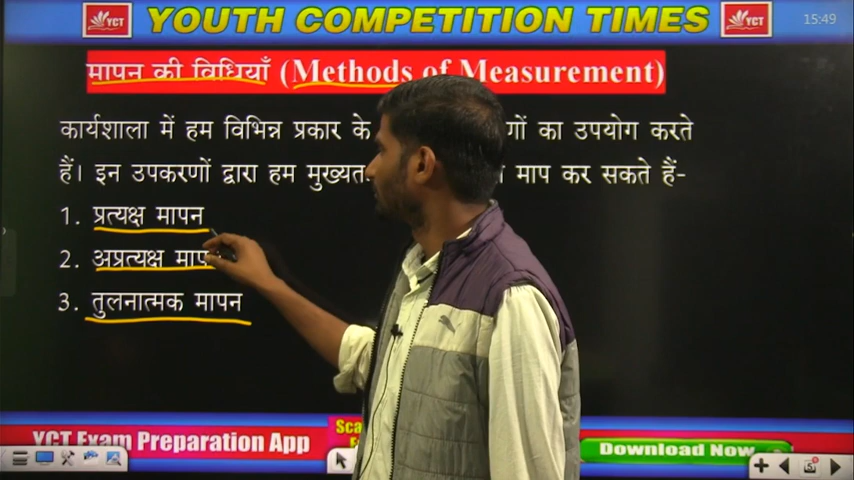 YCT
YOUTH COMPETITION TIMES
YCT
15:49
मापन की विधियाँ (Methods of Measurement)
कार्यशाला में हम विभिन्न प्रकार के का उपयोग करते
हैं। इन उपकरणों द्वारा हम माप कर सकते हैं-
1. प्रत्यक्ष मापन
2. अप्रत्यक्ष
3. तुलनात्मक मापन
YCT Exam Preparation App
Download Now